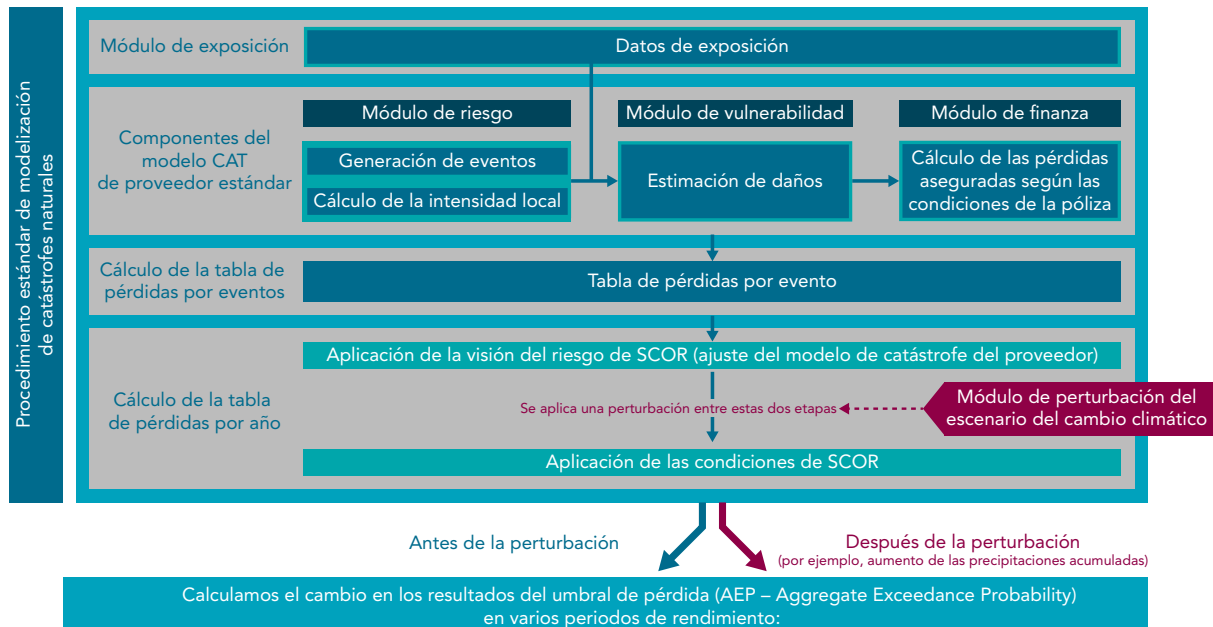 Procedimiento estándar de modelización
de catástrofes naturales
Módulo de exposición
Datos de exposición
Componentes del
modelo CAT
de proveedor estándar
Módulo de riesgo
Generación de eventos
Cálculo de la intensidad local
Módulo de vulnerabilidad
Estimación de daños
Módulo de finanza
Cálculo de las pérdidas
aseguradas según las
condiciones de la póliza
Cálculo de la tabla de
pérdidas por eventos
Tabla de pérdidas por evento
Cálculo de la tabla
de pérdidas por año
Aplicación de la visión del riesgo de SCOR (ajuste del modelo de catástrofe del proveedor)
Se aplica una perturbación entre estas dos etapas
Módulo de perturbación del
escenario del cambio climático
Aplicación de las condiciones de SCOR
Antes de la perturbación
Después de la perturbación
(por ejemplo, aumento de las precipitaciones acumuladas)
Calculamos el cambio en los resultados del umbral de pérdida (AEP – Aggregate Exceedance Probability)
en varios periodos de rendimiento: